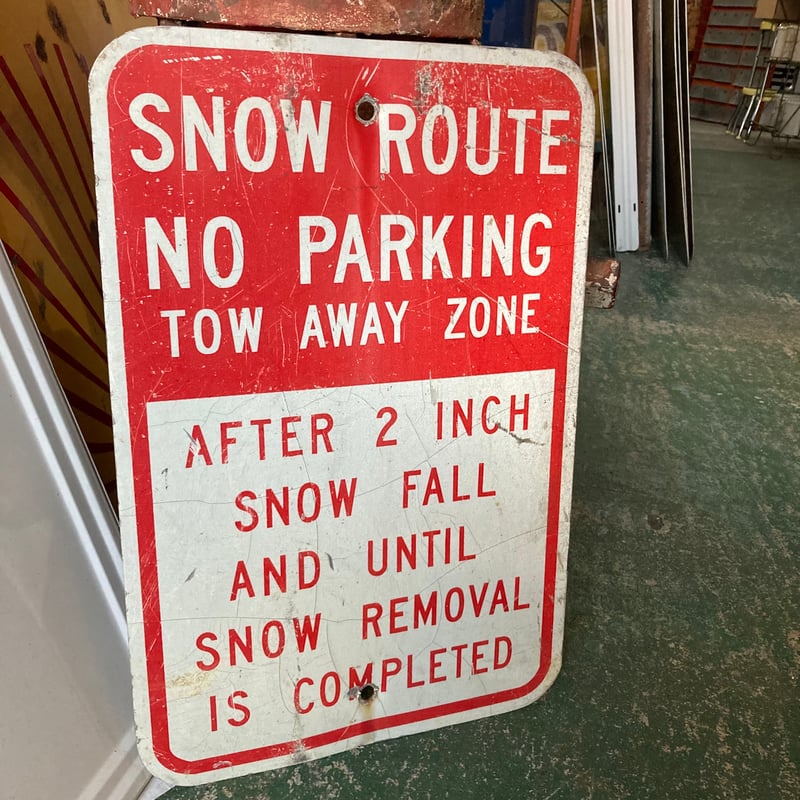 SNOW ROUTE
NO PARKING
TOW AWAY ZONE
AFTER 2 INCH
SNOW FALL
AND UNTIL
SNOW REMOVAL
IS COMPLETED